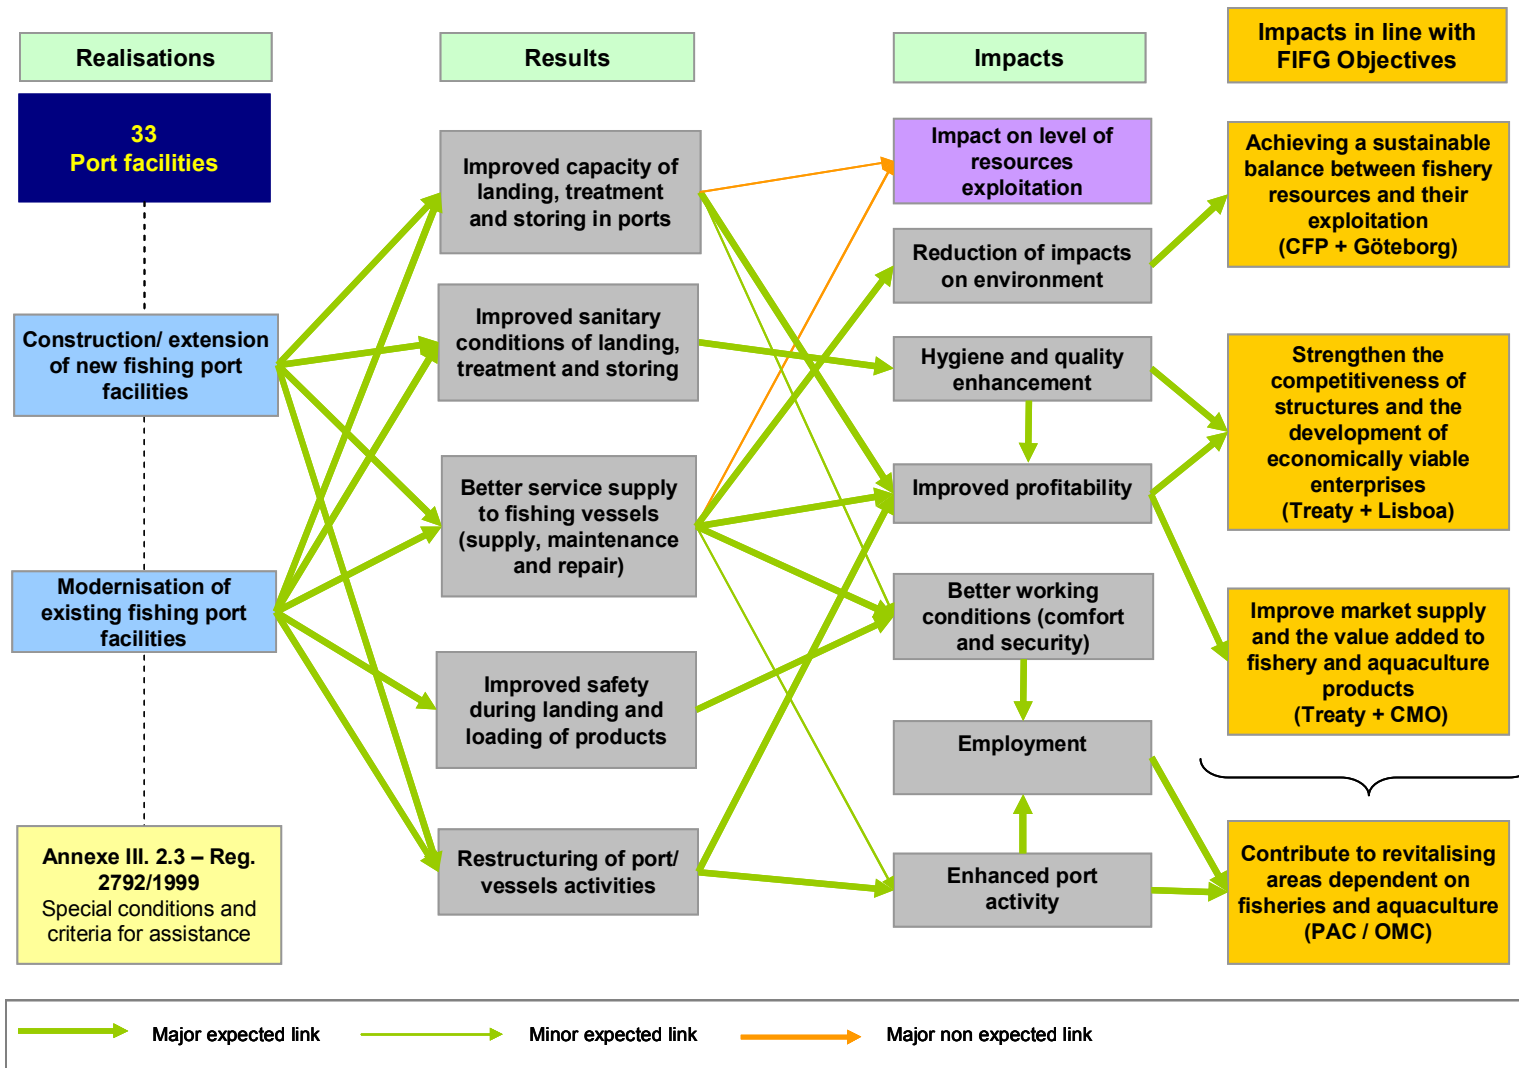 Realisations
Results
Impacts
Impacts in line with
FIFG Objectives
33
Port facilities
Construction/ extension
of new fishing port
facilities
Modernisation of
existing fishing port
facilities
Annexe III. 2.3 – Reg.
2792/1999
Special conditions and
criteria for assistance
Improved capacity of
landing, treatment
and storing in ports
Improved sanitary
conditions of landing,
treatment and storing
Better service supply
to fishing vessels
(supply, maintenance
and repair)
Improved safety
during landing and
loading of products
Restructuring of port/
vessels activities
Impact on level of
resources
exploitation
Reduction of impacts
on environment
Hygiene and quality
enhancement
Improved profitability
Better working
conditions (comfort
and security)
Employment
Enhanced port
activity
Achieving a sustainable
balance between fishery
resources and their
exploitation
(CFP + Göteborg)
Strengthen the
competitiveness of
structures and the
development of
economically viable
enterprises
(Treaty + Lisboa)
Improve market supply
and the value added to
fishery and aquaculture
products
(Treaty + CMO)
Contribute to revitalising
areas dependent on
fisheries and aquaculture
(PAC / OMC)
Major expected link
Minor expected link
Major non expected link